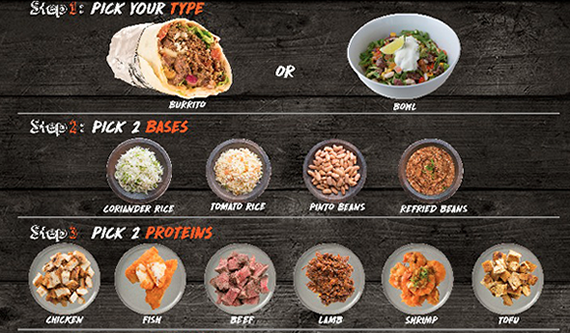 Step 1: PICK YOUR TYPE
OR
BURRITO
BOWL
Step 2: PICK 2 BASES
CORIANDER RICE
TOMATO RICE
PINTO BEANS
REFRIED BEANS
Step 3 PICK 2 PROTEINS
CHICKEN
FISH
BEEF
LAMB
SHRIMP
TOFU